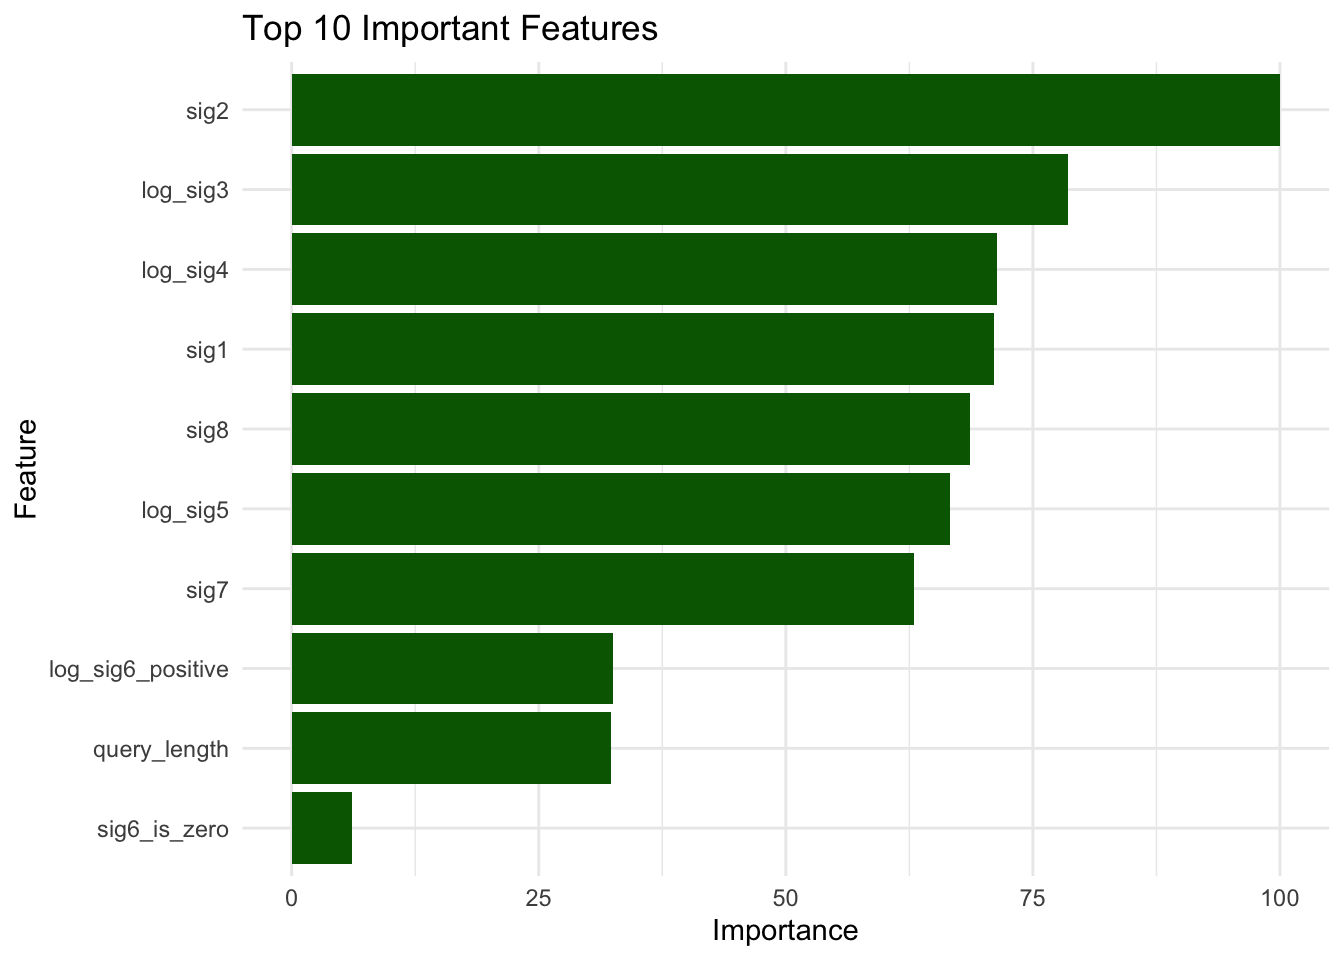 Top 10 Important Features
Feature
sig2
log_sig3
log_sig4
sig1
sig8
log_sig5
sig7
log_sig6_positive
query_length
sig6_is_zero
0 25 50 75 100
Importance